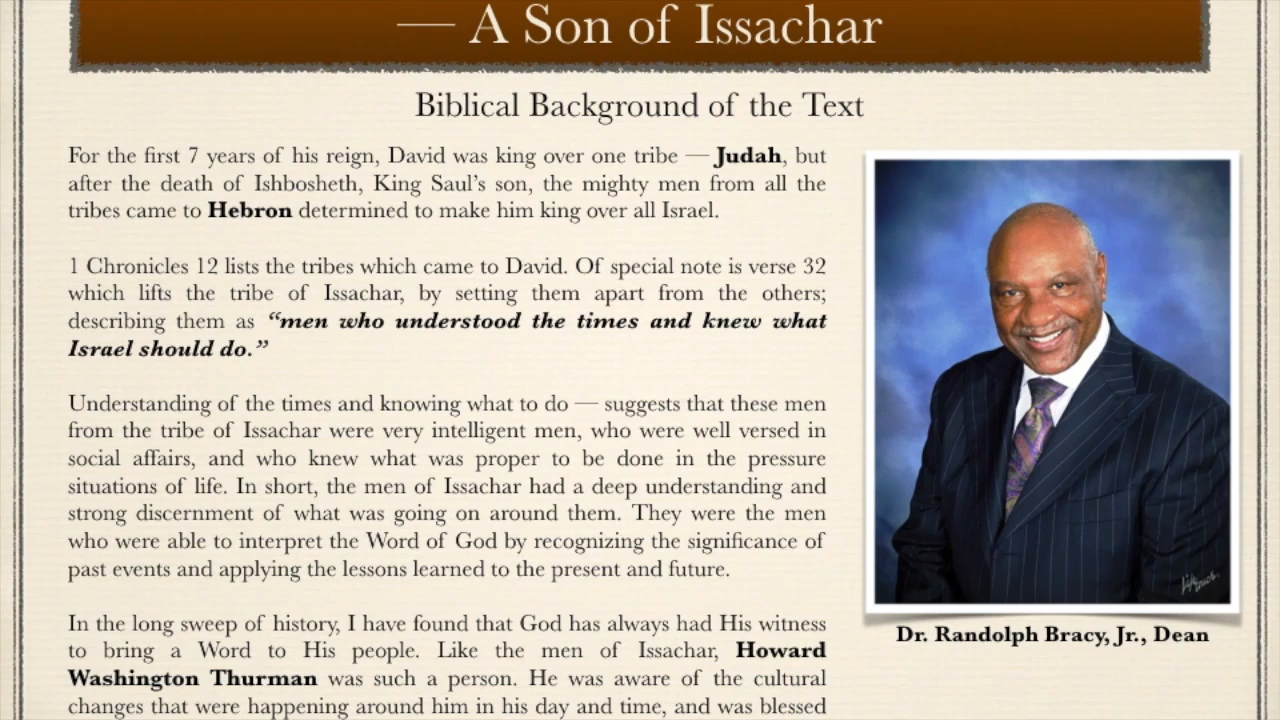 — A Son of Issachar
Biblical Background of the Text
For the first 7 years of his reign, David was king over one tribe — Judah, but
after the death of Ishbosheth, King Saul’s son, the mighty men from all the
tribes came to Hebron determined to make him king over all Israel.
1 Chronicles 12 lists the tribes which came to David. Of special note is verse 32
which lifts the tribe of Issachar, by setting them apart from the others;
describing them as “men who understood the times and knew what
Israel should do.”
Understanding of the times and knowing what to do — suggests that these men
from the tribe of Issachar were very intelligent men, who were well versed in
social affairs, and who knew what was proper to be done in the pressure
situations of life. In short, the men of Issachar had a deep understanding and
strong discernment of what was going on around them. They were the men
who were able to interpret the Word of God by recognizing the significance of
past events and applying the lessons learned to the present and future.
In the long sweep of history, I have found that God has always had His witness
to bring a Word to His people. Like the men of Issachar, Howard
Washington Thurman was such a person. He was aware of the cultural
changes that were happening around him in his day and time, and was blessed
Dr. Randolph Bracy, Jr., Dean